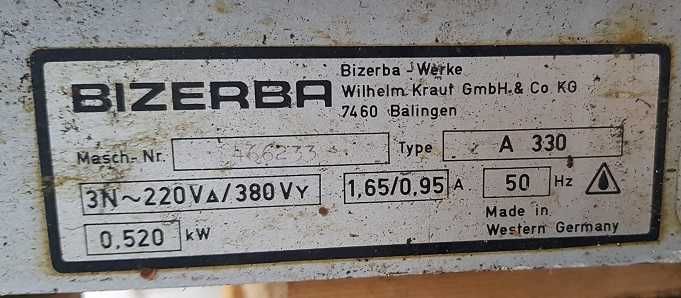 BIZERBA
Bizerba-Werke
Wilhelm Kraut GmbH. & Co. KG
7460 Balingen
Masch.-Nr. Type A 330
3N~220V△/380VY 1,65/0,95 A 50 Hz
0,520 kW
Made in
Western Germany